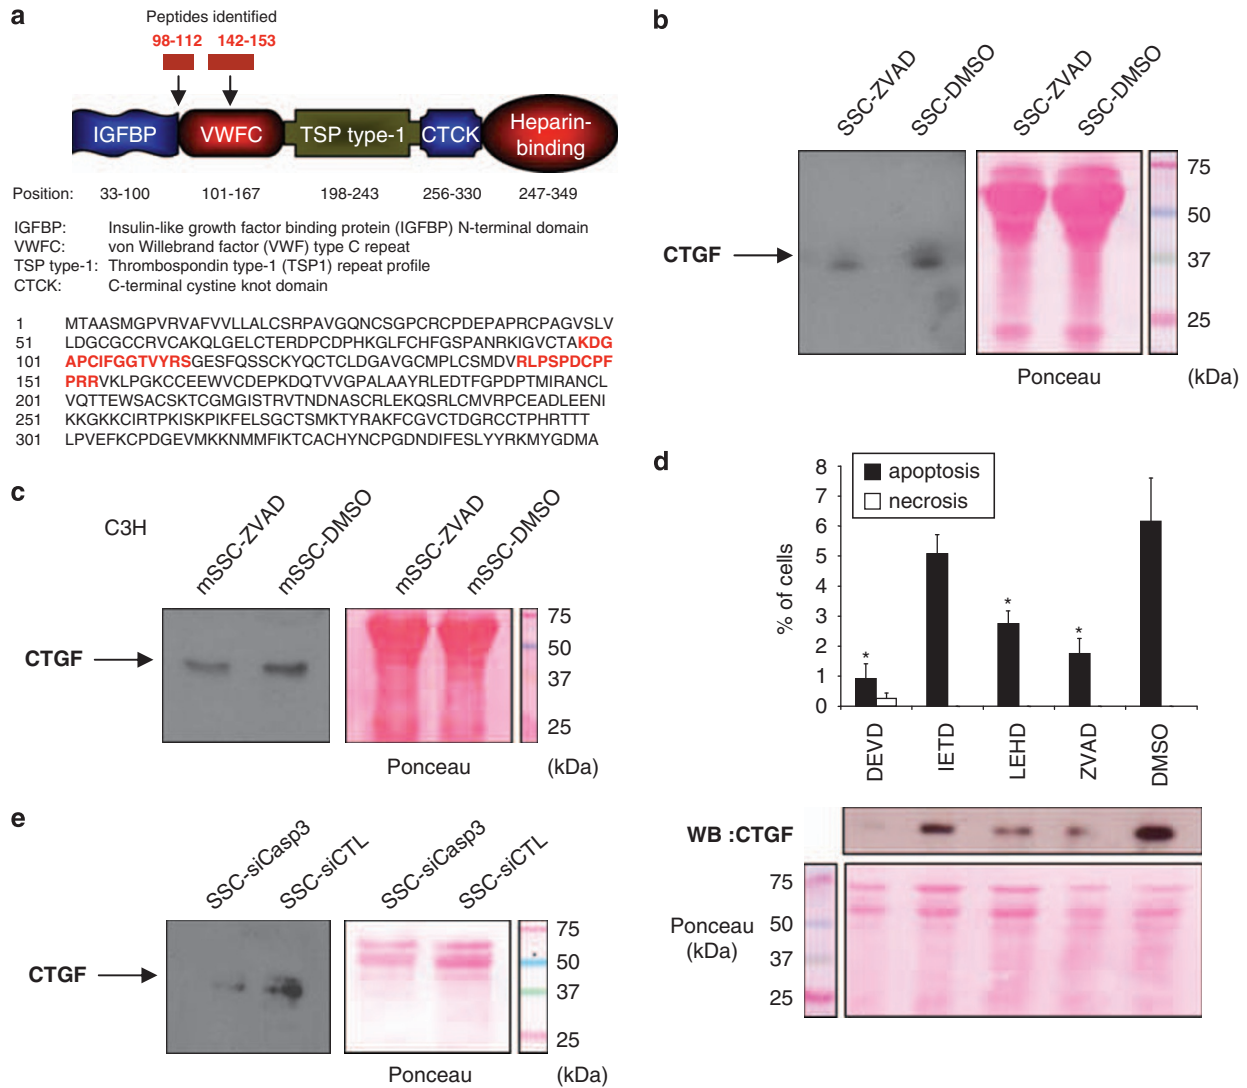 a
Peptides identified
98-112 142-153
IGFBP VWFC TSP type-1 CTCK Heparin-
binding
Position: 33-100 101-167 198-243 256-330 247-349
IGFBP: Insulin-like growth factor binding protein (IGFBP) N-terminal domain
VWFC: von Willebrand factor (VWF) type C repeat
TSP type-1: Thrombospondin type-1 (TSP1) repeat profile
CTCK: C-terminal cystine knot domain
1 MTAASMGPVRVAFVVLLALCSRPAVGQNCSGPCRCPDEPAPRCPAGVSLV
51 LDGCGCCRVCAKQLGELCTERDPCDPHKGLFCHFGSPANRKIGVCTAKDG
101 APCIFGGTVYRSGESFQSSCKYQCTCLDGAVGCMPLCSMDVRLPSPDCPF
151 PRRVKLPGKCCEEWVCDEPKDQTVVGPALAAYRLEDTFGPDPTMIRANCL
201 VQTTEWSACSKTCGMGISTRVTNDNASCRLEKQSRLCMVRPCEADLEENI
251 KKGKKCIRTPKISKPIKFELSGCTSMKTYRAKFCGVCTDGRCCTPHRTTT
301 LPVEFKCPDGEVMKKNMMFIKTCACHYNCPGDNDIFESLYYRKMYGDMA
b
SSC-ZVAD SSC-DMSO SSC-ZVAD SSC-DMSO
CTGF
75
50
37
25
Ponceau (kDa)
c
C3H
mSSC-ZVAD mSSC-DMSO mSSC-ZVAD mSSC-DMSO
CTGF
75
50
37
25
Ponceau (kDa)
d
apoptosis
necrosis
% of cells
8
7
6
5
4
3
2
1
0
* * *
DEVD IETD LEHD ZVAD DMSO
WB :CTGF
Ponceau
(kDa)
75
50
37
25
e
SSC-siCasp3 SSC-siCTL SSC-siCasp3 SSC-siCTL
CTGF
75
50
37
25
Ponceau (kDa)